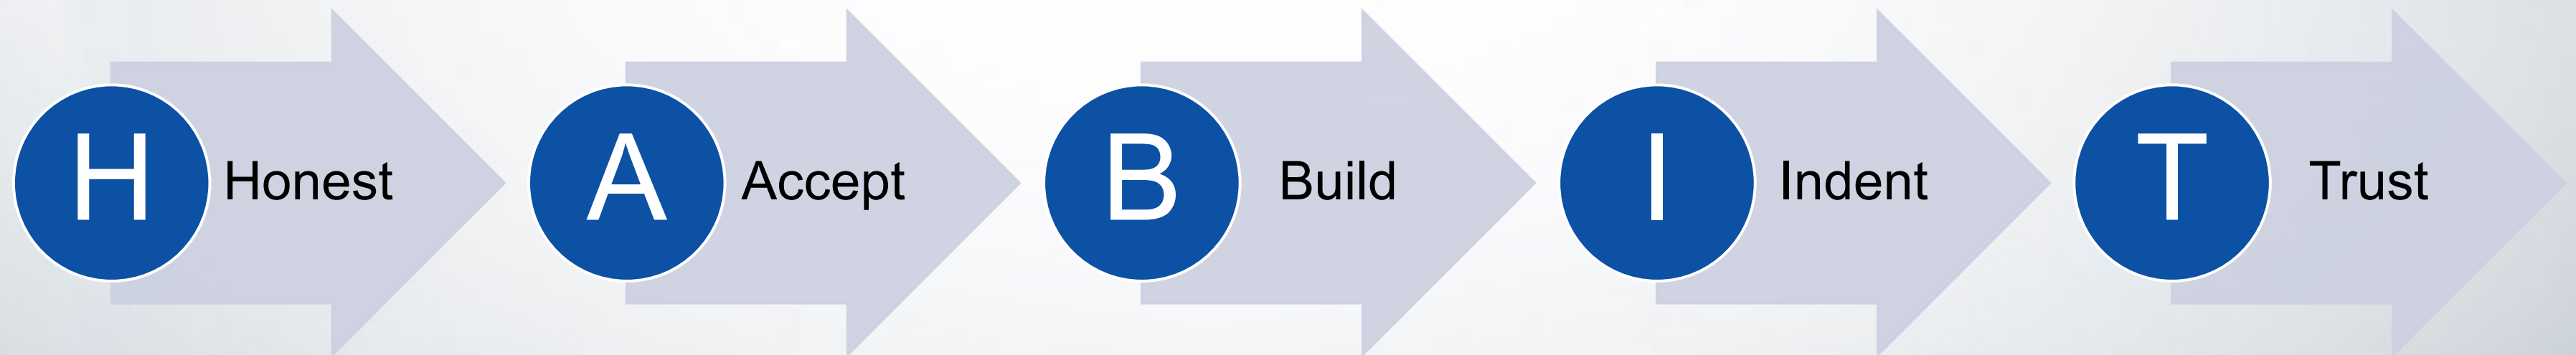 H Honest
A Accept
B Build
I Indent
T Trust